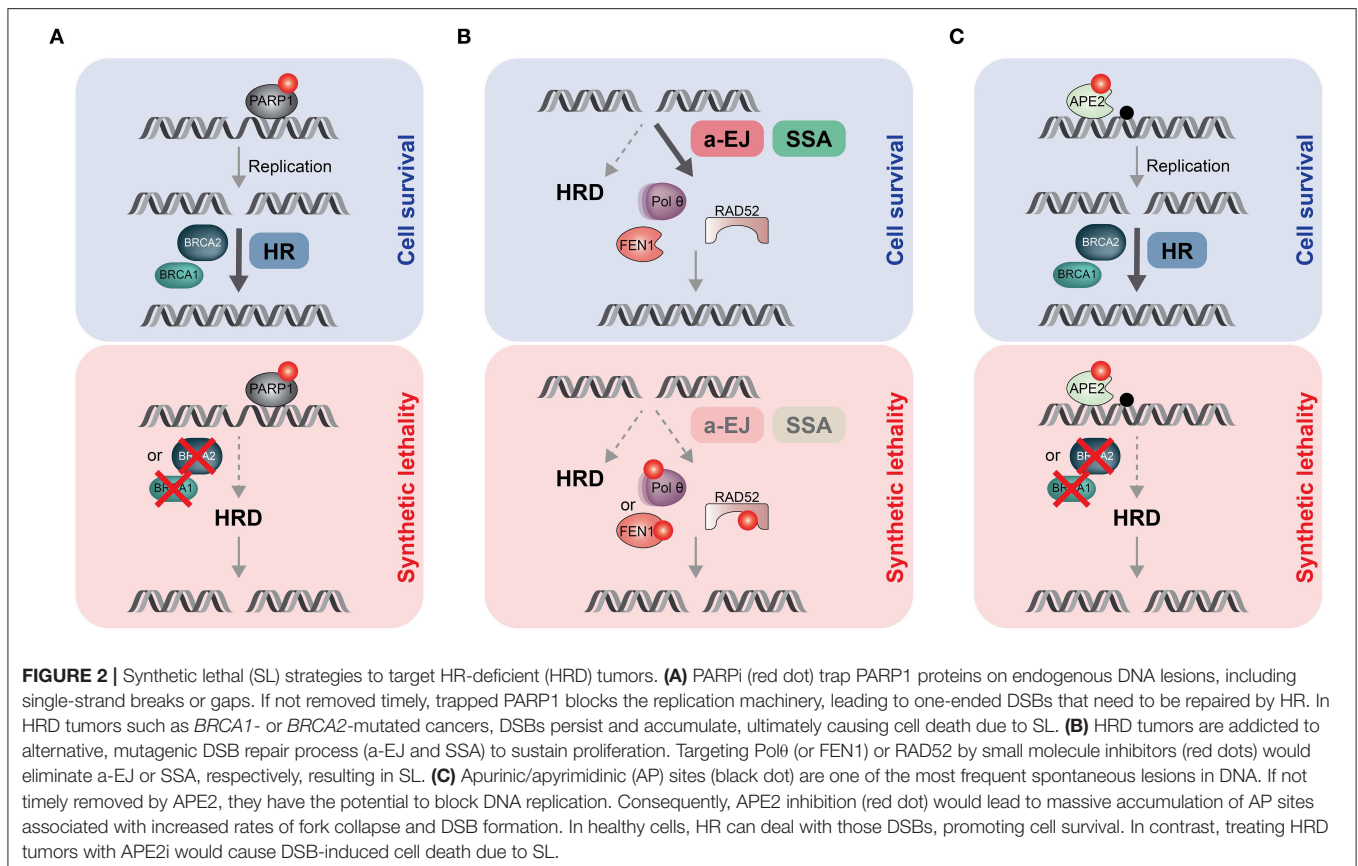 A
PARP1
Replication
BRCA2
BRCA1
HR
Cell survival
PARP1
or
BRCA2
BRCA1
HRD
Synthetic lethality
B
a-EJ
SSA
HRD
Pol θ
RAD52
FEN1
Cell survival
a-EJ
SSA
HRD
Pol θ
or
RAD52
FEN1
Synthetic lethality
C
APE2
Replication
BRCA2
BRCA1
HR
Cell survival
APE2
or
BRCA2
BRCA1
HRD
Synthetic lethality
FIGURE 2 | Synthetic lethal (SL) strategies to target HR-deficient (HRD) tumors. (A) PARPi (red dot) trap PARP1 proteins on endogenous DNA lesions, including
single-strand breaks or gaps. If not removed timely, trapped PARP1 blocks the replication machinery, leading to one-ended DSBs that need to be repaired by HR. In
HRD tumors such as BRCA1- or BRCA2-mutated cancers, DSBs persist and accumulate, ultimately causing cell death due to SL. (B) HRD tumors are addicted to
alternative, mutagenic DSB repair process (a-EJ and SSA) to sustain proliferation. Targeting Polθ (or FEN1) or RAD52 by small molecule inhibitors (red dots) would
eliminate a-EJ or SSA, respectively, resulting in SL. (C) Apurinic/apyrimidinic (AP) sites (black dot) are one of the most frequent spontaneous lesions in DNA. If not
timely removed by APE2, they have the potential to block DNA replication. Consequently, APE2 inhibition (red dot) would lead to massive accumulation of AP sites
associated with increased rates of fork collapse and DSB formation. In healthy cells, HR can deal with those DSBs, promoting cell survival. In contrast, treating HRD
tumors with APE2i would cause DSB-induced cell death due to SL.